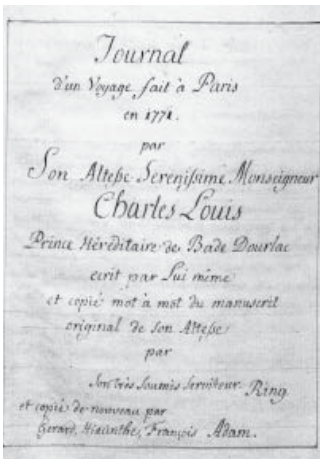 Journal
d'un Voyage fait à Paris
en 1771.
par
Son Altesse Serenissime Monseigneur
Charles Louis
Prince Héréditaire de Bade Dourlac
ecrit par Lui même
et copié mot à mot du manuscrit
original de son Altesse
par
Son très Soumis Serviteur Ring
et copié de nouveau par
Gerard, Hiacinthe, François Adam.